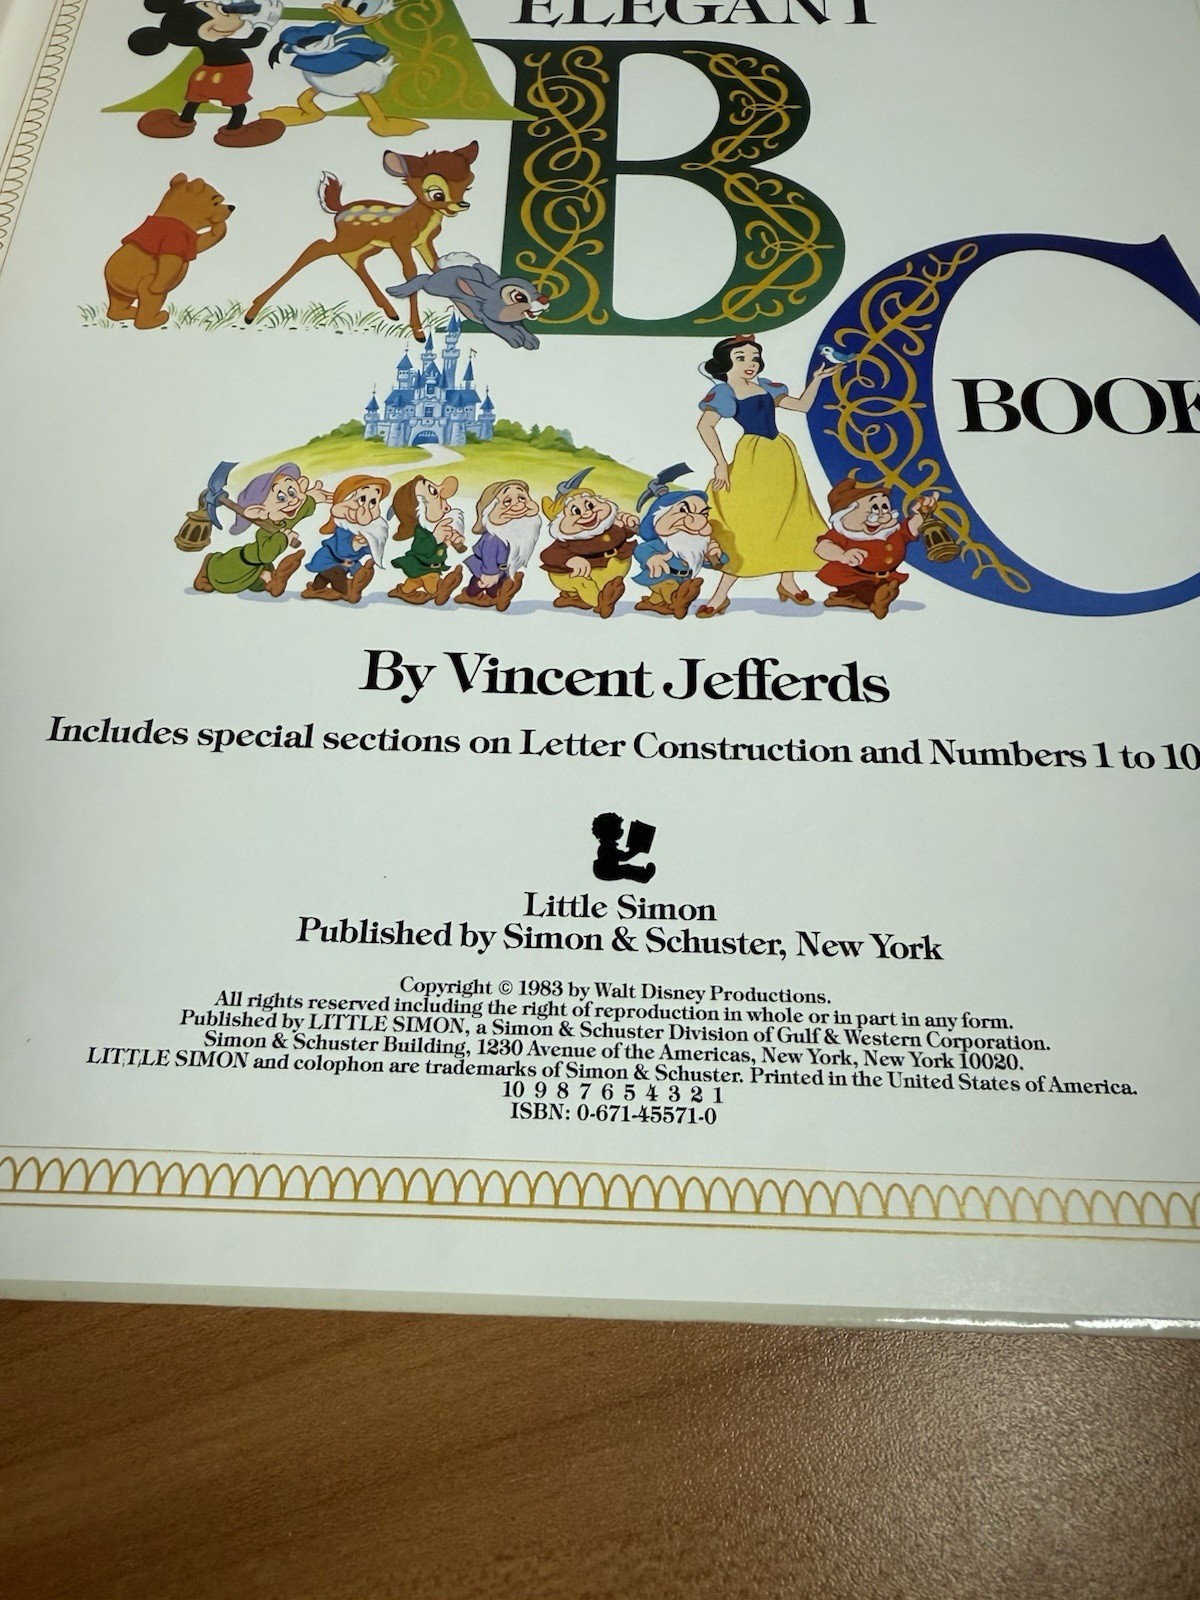 ELEGANT
A
B
C
BOOK
By Vincent Jefferds
Includes special sections on Letter Construction and Numbers 1 to 10
Little Simon
Published by Simon & Schuster, New York
Copyright © 1983 by Walt Disney Productions.
All rights reserved including the right of reproduction in whole or in part in any form.
Published by LITTLE SIMON, a Simon & Schuster Division of Gulf & Western Corporation.
Simon & Schuster Building, 1230 Avenue of the Americas, New York, New York 10020.
LITTLE SIMON and colophon are trademarks of Simon & Schuster. Printed in the United States of America.
10 9 8 7 6 5 4 3 2 1
ISBN: 0-671-45571-0